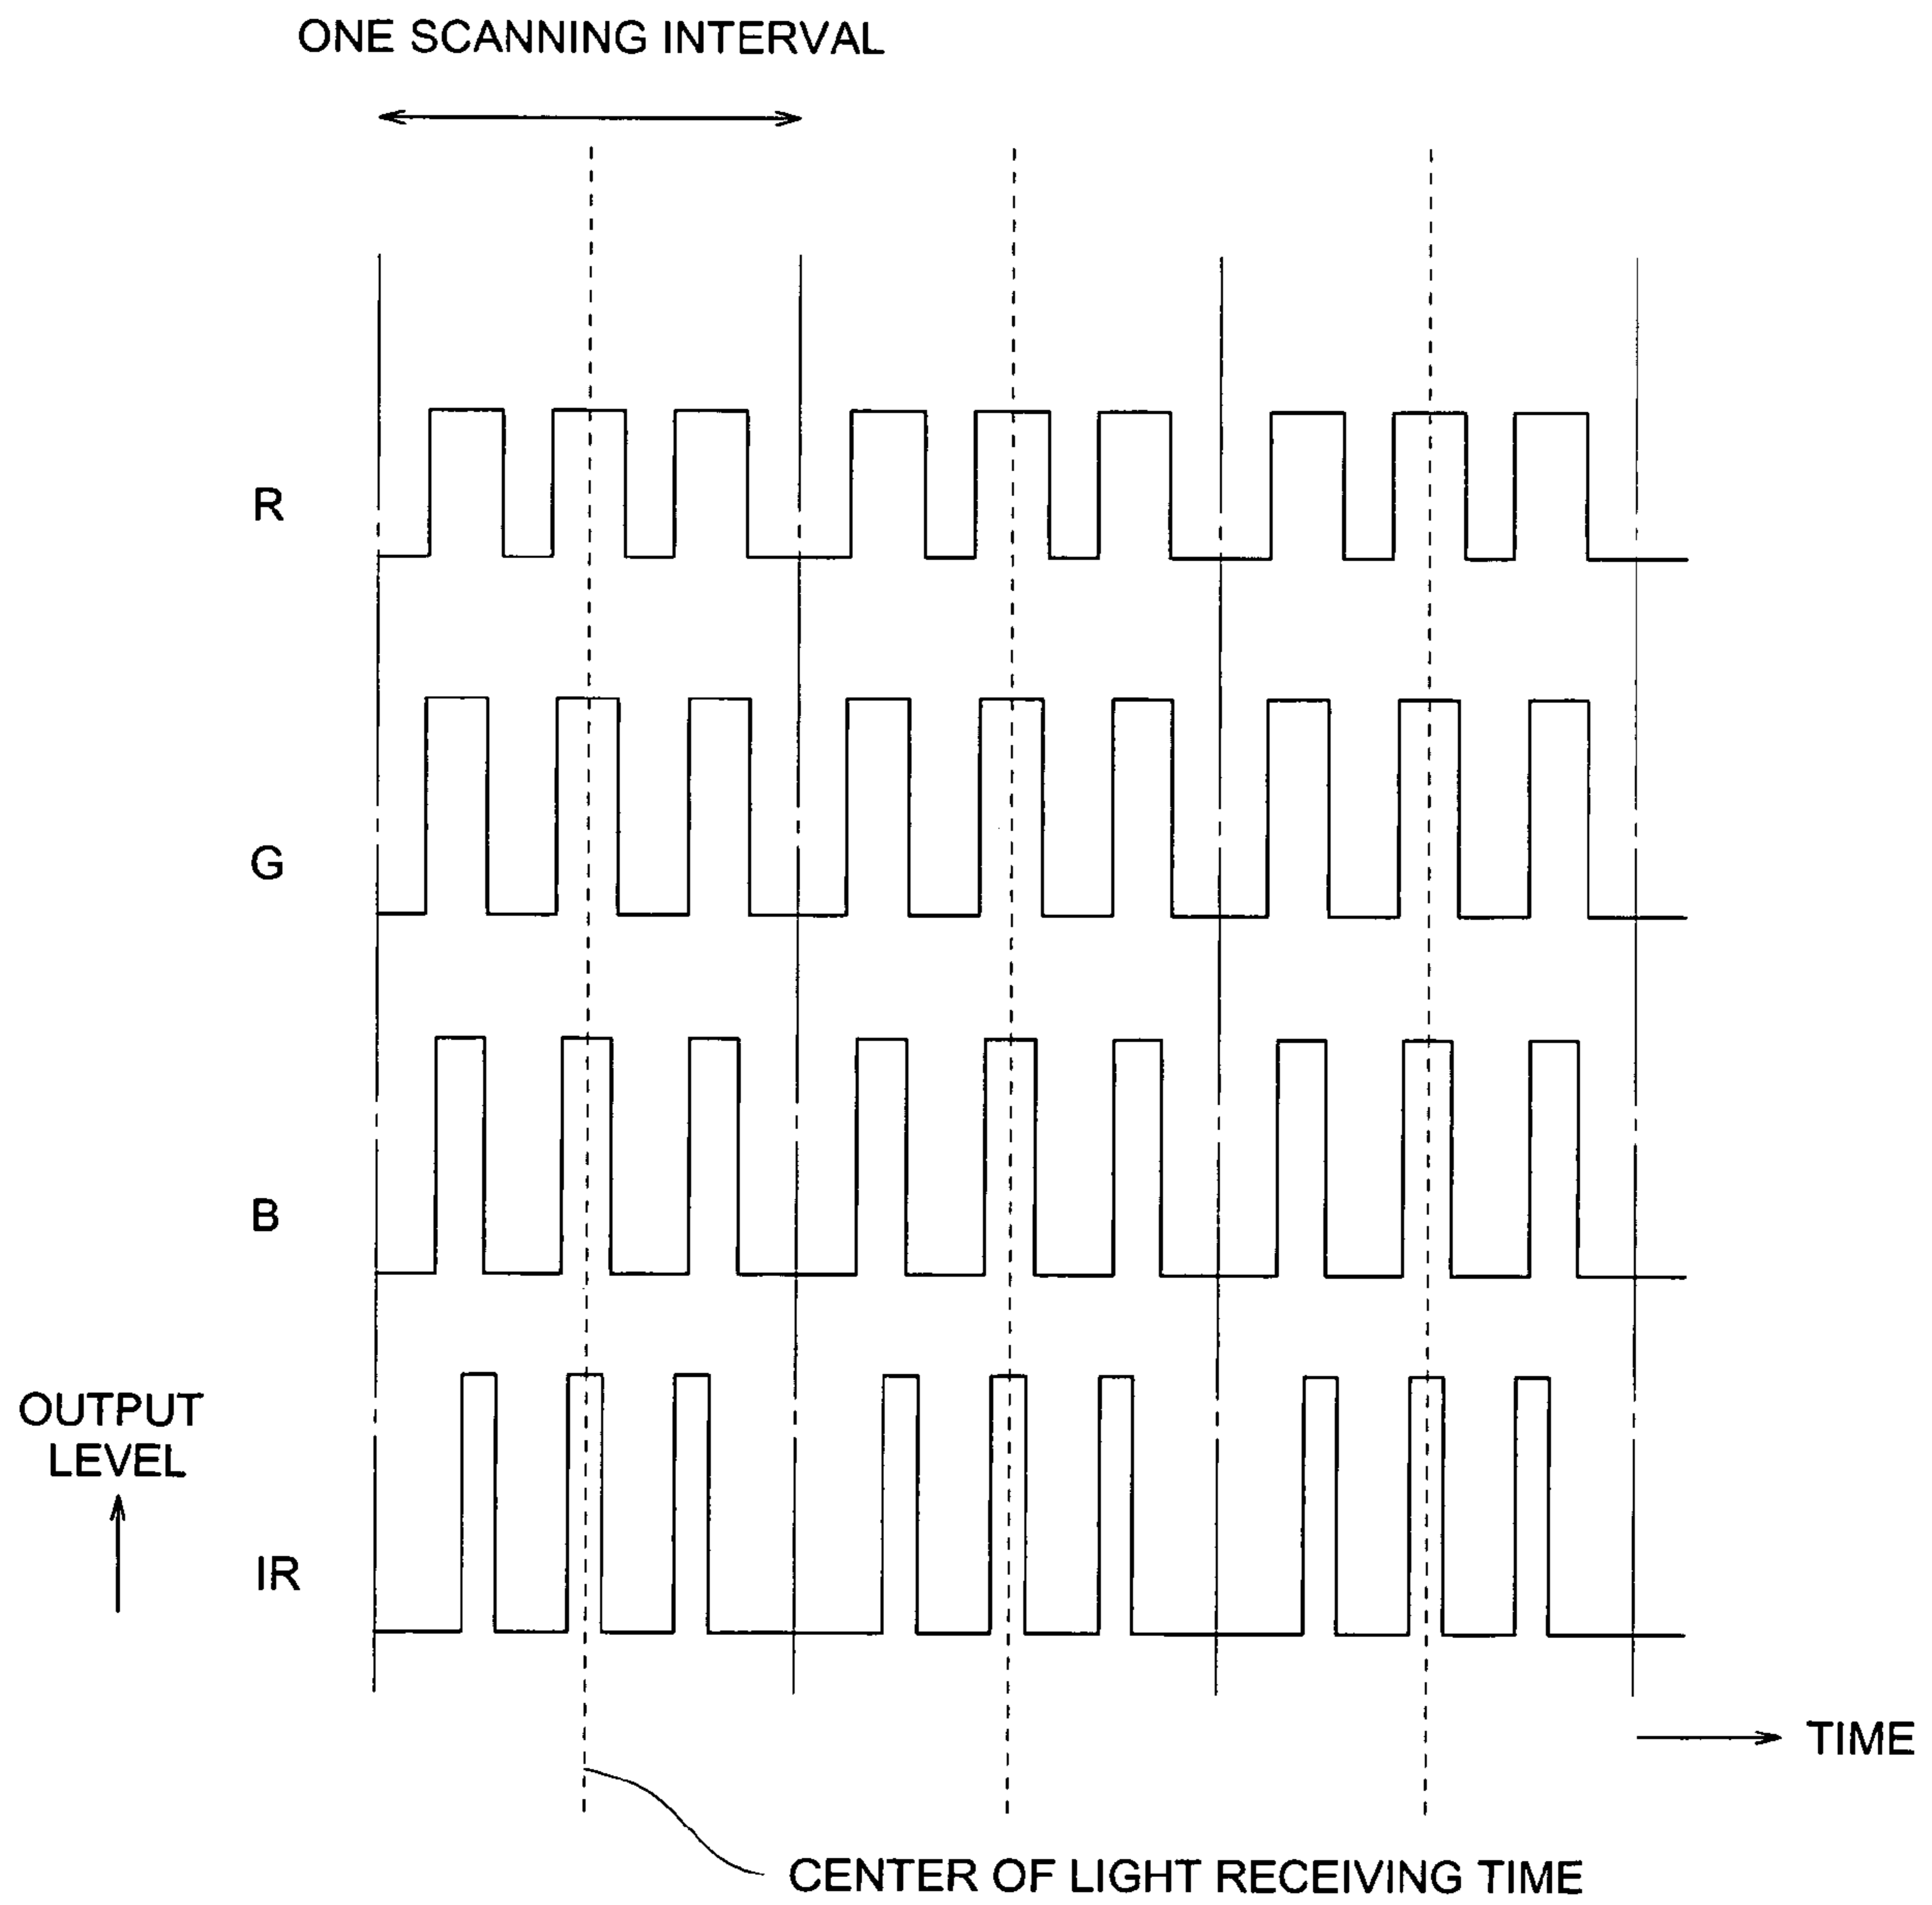 ONE SCANNING INTERVAL
R
G
B
OUTPUT
LEVEL
IR
TIME
CENTER OF LIGHT RECEIVING TIME